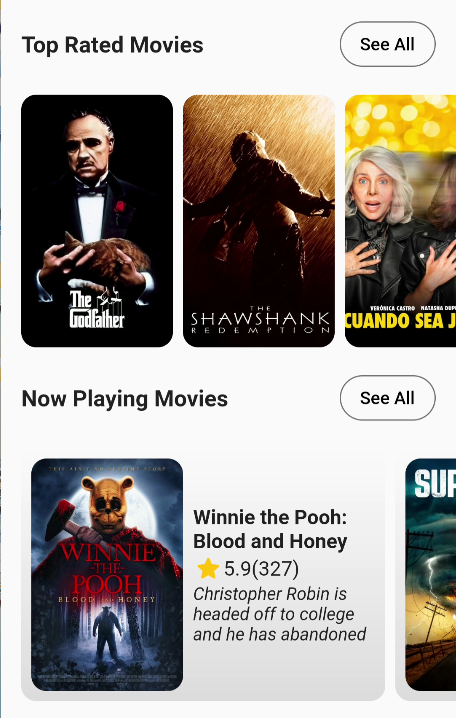 Top Rated Movies
See All
The
Godfather
THE
SHAWSHANK
REDEMPTION
VERÓNICA CASTRO NATASHA DUP
CUANDO SEA J
Now Playing Movies
See All
WINNIE
-THE-
POOH
BLOOD AND HONEY
Winnie the Pooh:
Blood and Honey
5.9(327)
Christopher Robin is
headed off to college
and he has abandoned
SUP